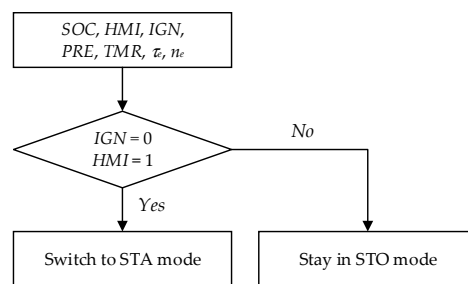 SOC, HMI, IGN,
PRE, TMR, τₑ, nₑ
IGN = 0
HMI = 1
No
Yes
Switch to STA mode
Stay in STO mode